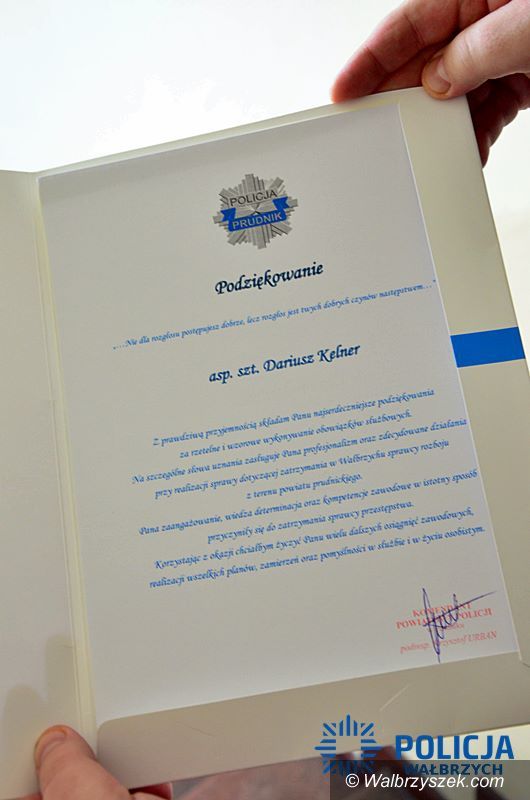 POLICJA
PRUDNIK
Podziękowanie
„…Nie dla rozgłosu postępujesz dobrze, lecz rozgłos jest twych dobrych czynów następstwem…”
asp. szt. Dariusz Kelner
Z prawdziwą przyjemnością składam Panu najserdeczniejsze podziękowania
za rzetelne i wzorowe wykonywanie obowiązków służbowych.
Na szczególne słowa uznania zasługuje Pana profesjonalizm oraz zdecydowane działania
przy realizacji sprawy dotyczącej zatrzymania w Wałbrzychu sprawcy rozboju
z terenu powiatu prudnickiego.
Pana zaangażowanie, wiedza determinacja oraz kompetencje zawodowe w istotny sposób
przyczyniły się do zatrzymania sprawcy przestępstwa.
Korzystając z okazji chciałbym życzyć Panu wielu dalszych osiągnięć zawodowych,
realizacji wszelkich planów, zamierzeń oraz pomyślności w służbie i w życiu osobistym.
KOMENDANT
POLICJI
podinsp. Krzysztof URBAN
POLICJA
WAŁBRZYCH
© Walbrzyszek.com